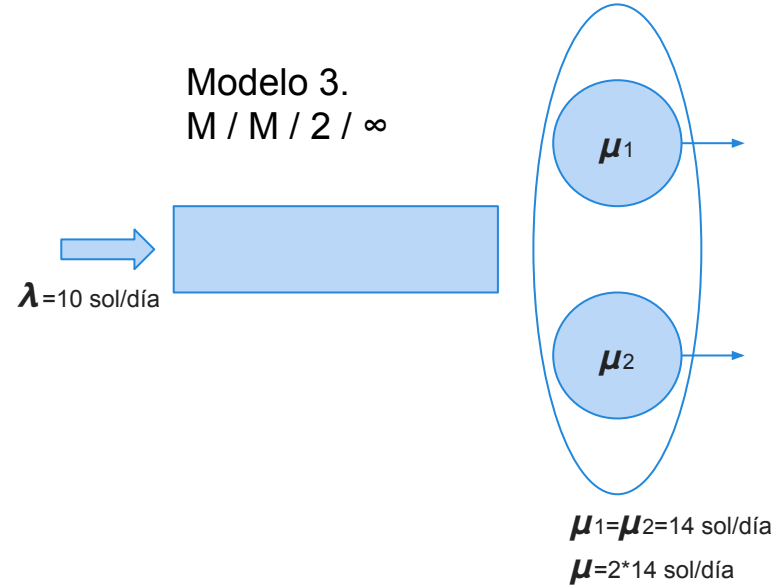 Modelo 3.
M / M / 2 / ∞
λ=10 sol/día
μ1
μ2
μ1=μ2=14 sol/día
μ=2*14 sol/día